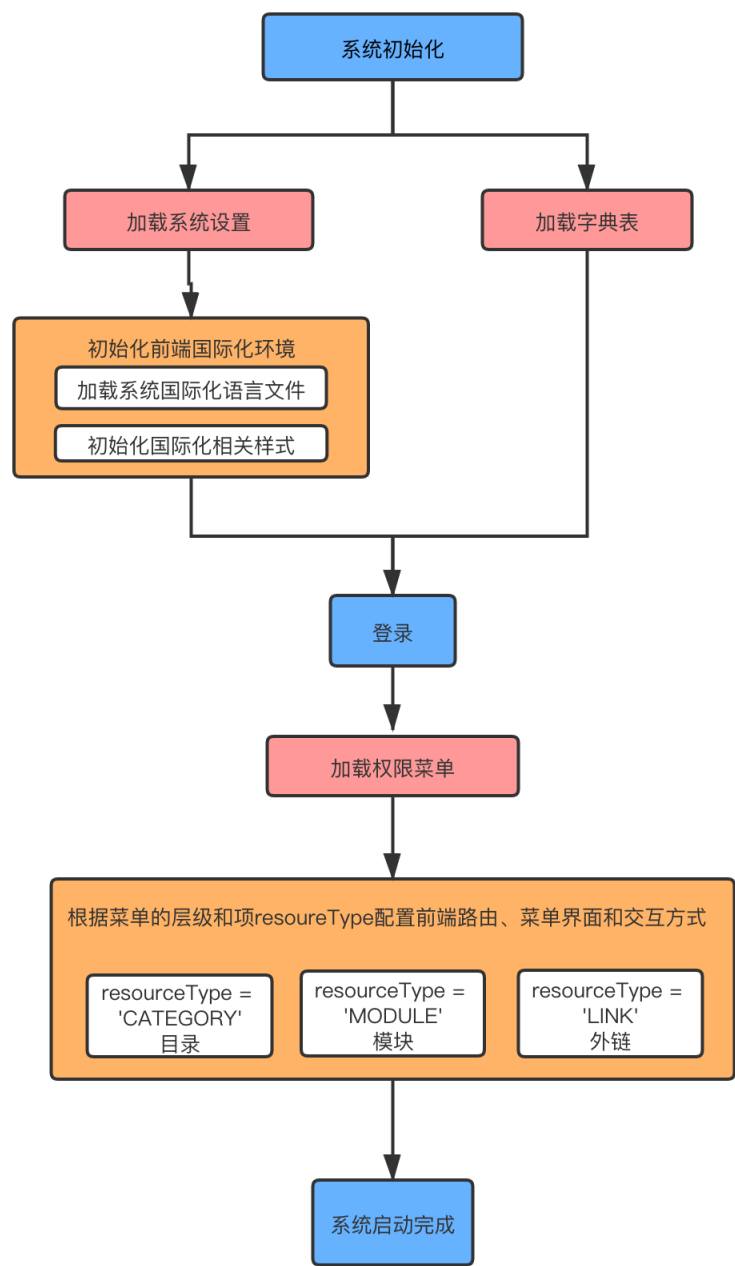 系统初始化
加载系统设置
加载字典表
初始化前端国际化环境
加载系统国际化语言文件
初始化国际化相关样式
登录
加载权限菜单
根据菜单的层级和项resoureType配置前端路由、菜单界面和交互方式
resourceType =
'CATEGORY'
目录
resourceType =
'MODULE'
模块
resourceType =
'LINK'
外链
系统启动完成